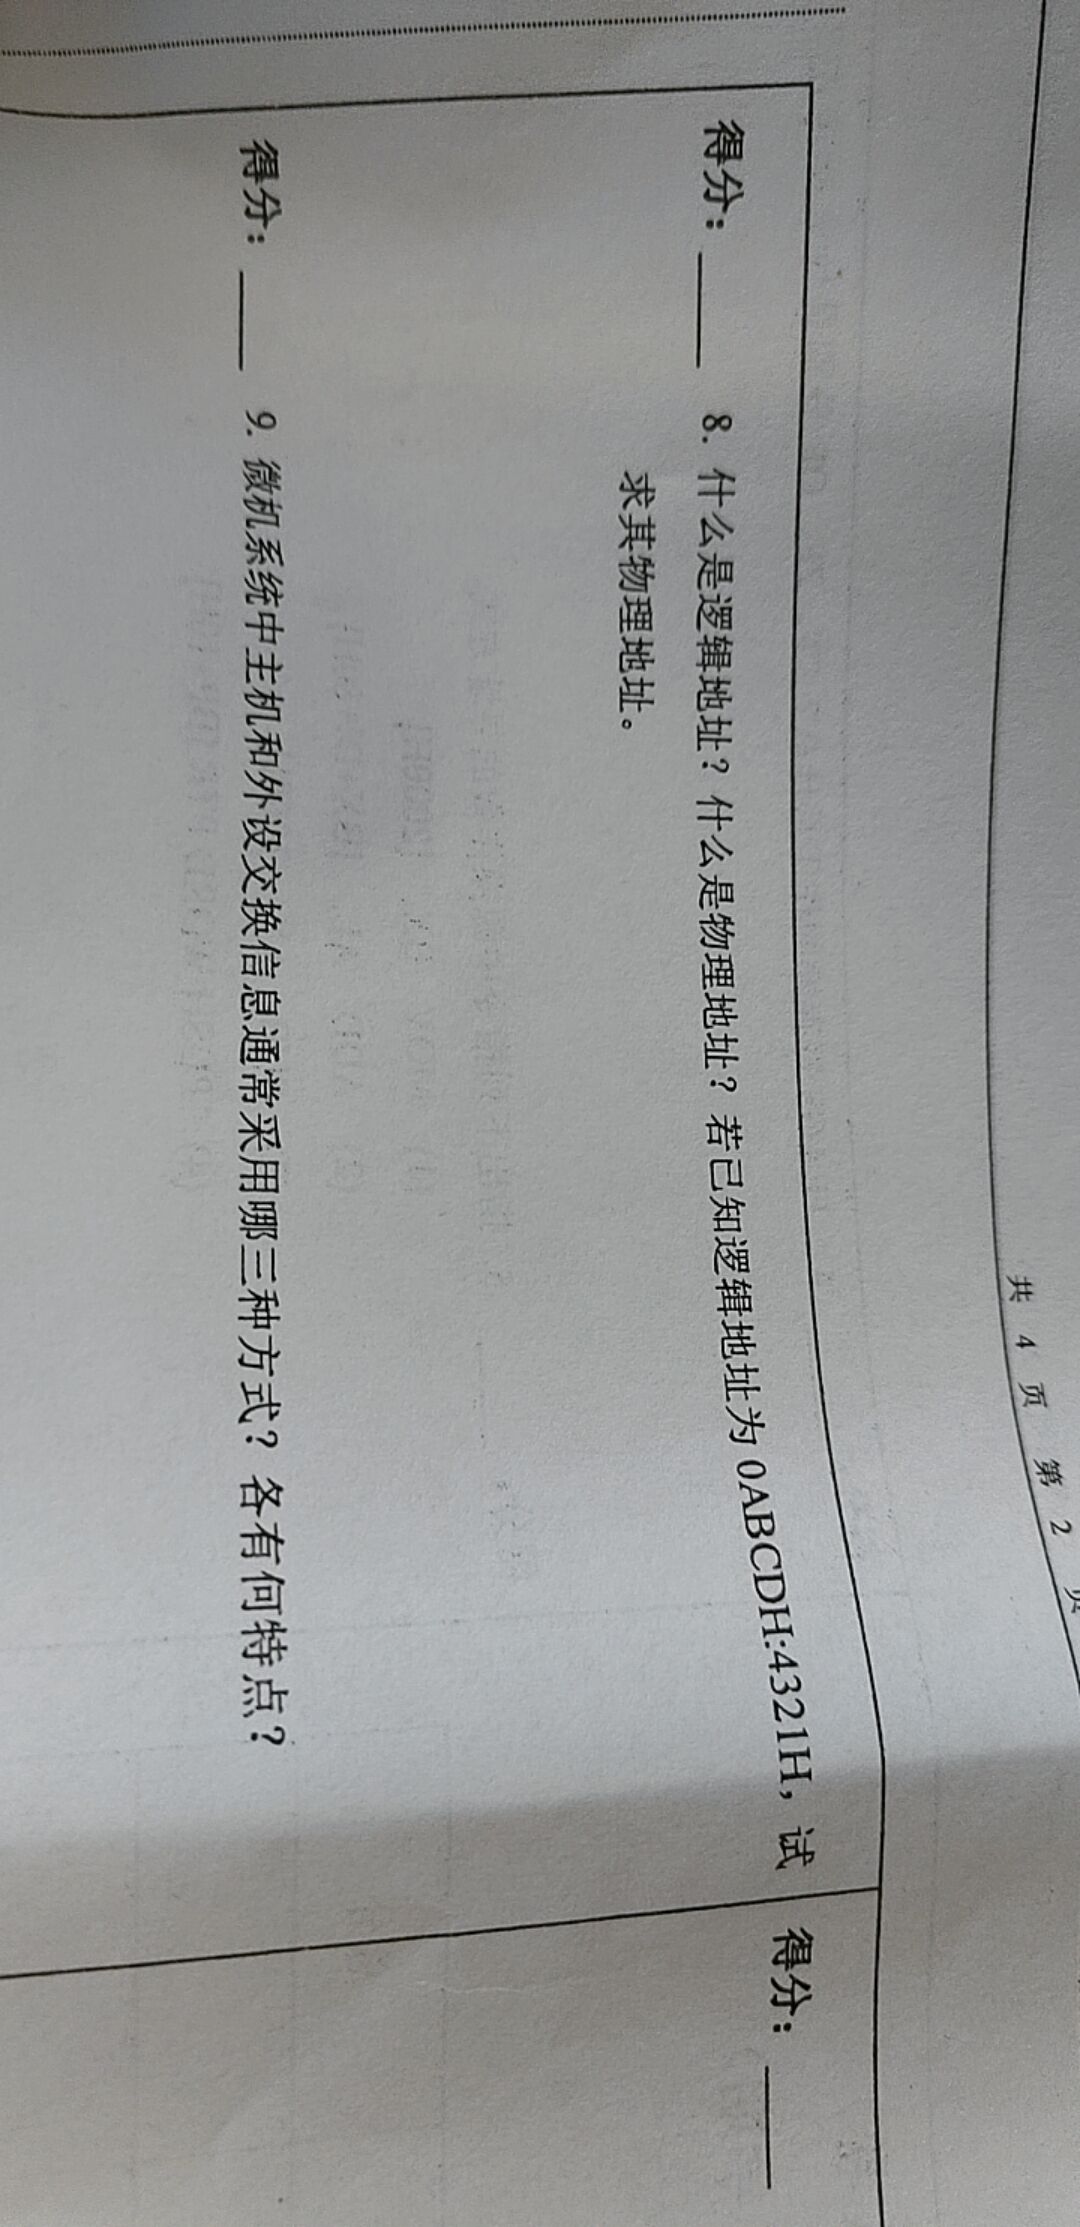 共 4 页 第 2 页
得分：____ 8. 什么是逻辑地址？什么是物理地址？若已知逻辑地址为 0ABCDH:4321H，试
求其物理地址。
得分：____
得分：____ 9. 微机系统中主机和外设交换信息通常采用哪三种方式？各有何特点？